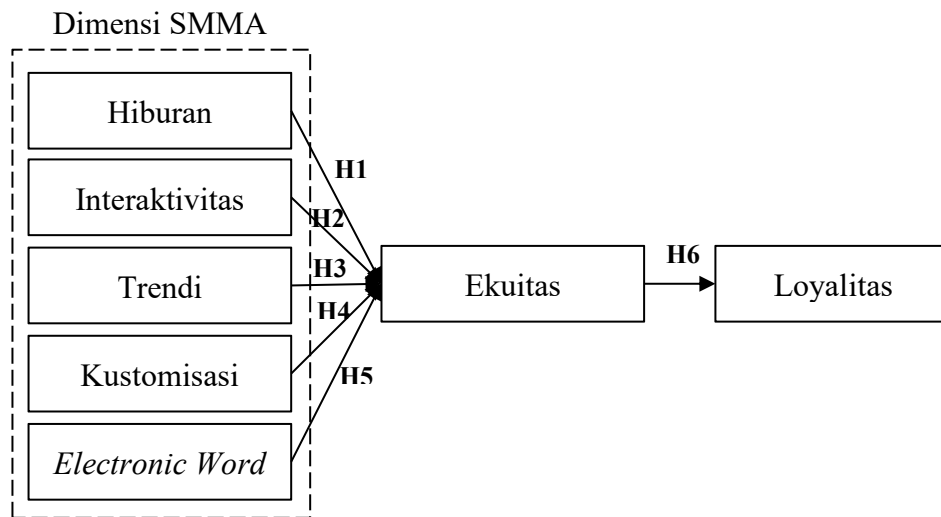 Dimensi SMMA
Hiburan
H1
Interaktivitas
H2
Trendi
H3
Ekuitas
H6
Loyalitas
H4
Kustomisasi
H5
Electronic Word